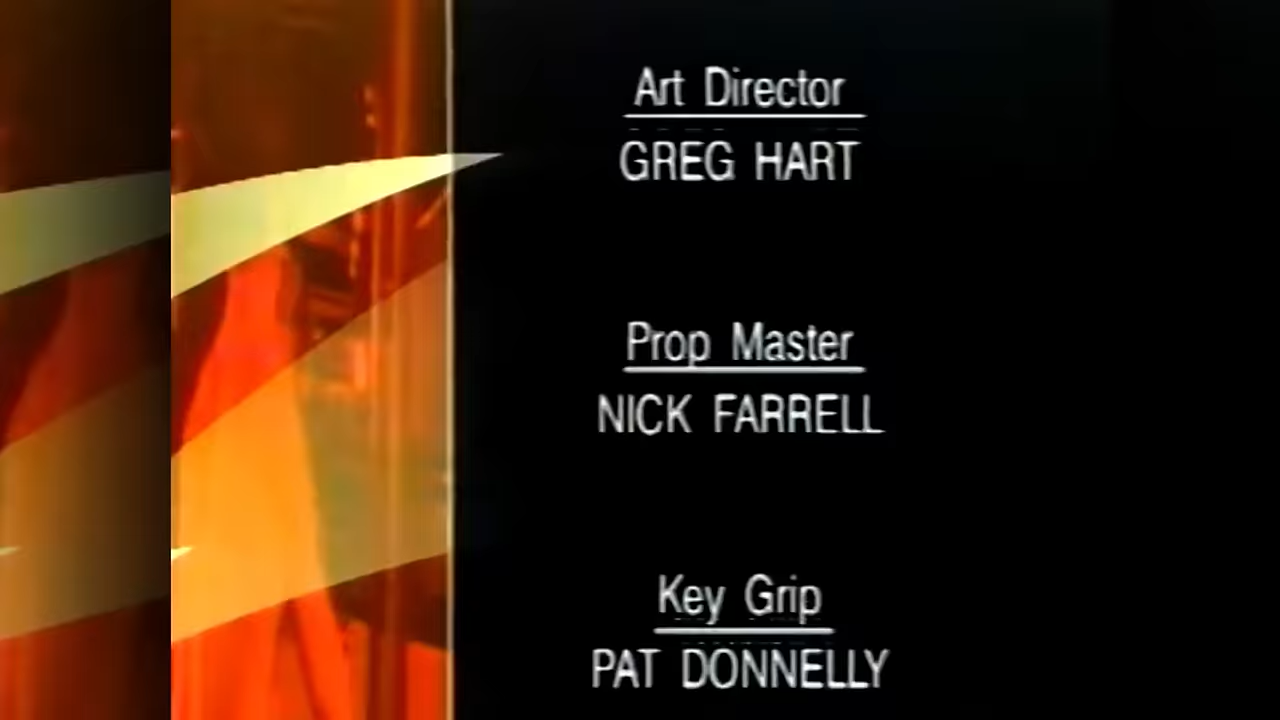 Art Director
GREG HART
Prop Master
NICK FARRELL
Key Grip
PAT DONNELLY